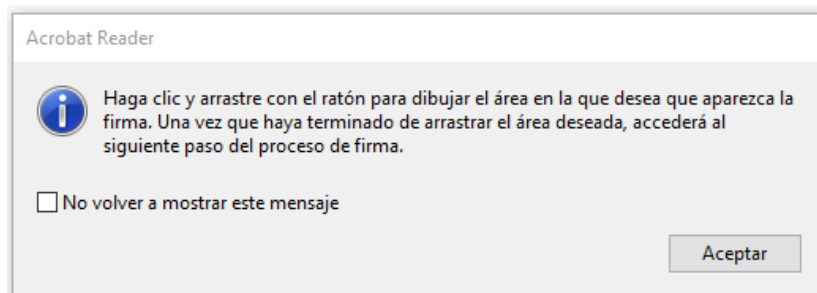 Acrobat Reader
Haga clic y arrastre con el ratón para dibujar el área en la que desea que aparezca la
firma. Una vez que haya terminado de arrastrar el área deseada, accederá al
siguiente paso del proceso de firma.
No volver a mostrar este mensaje
Aceptar